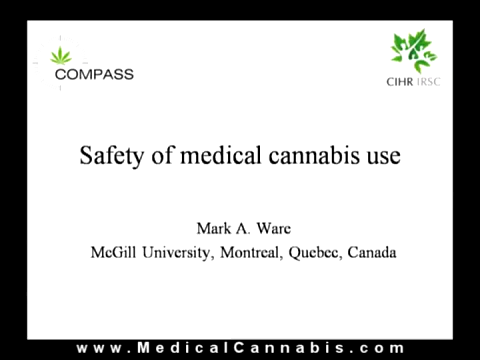 COMPASS
CIHR IRSC
Safety of medical cannabis use
Mark A. Ware
McGill University, Montreal, Quebec, Canada
www.MedicalCannabis.com